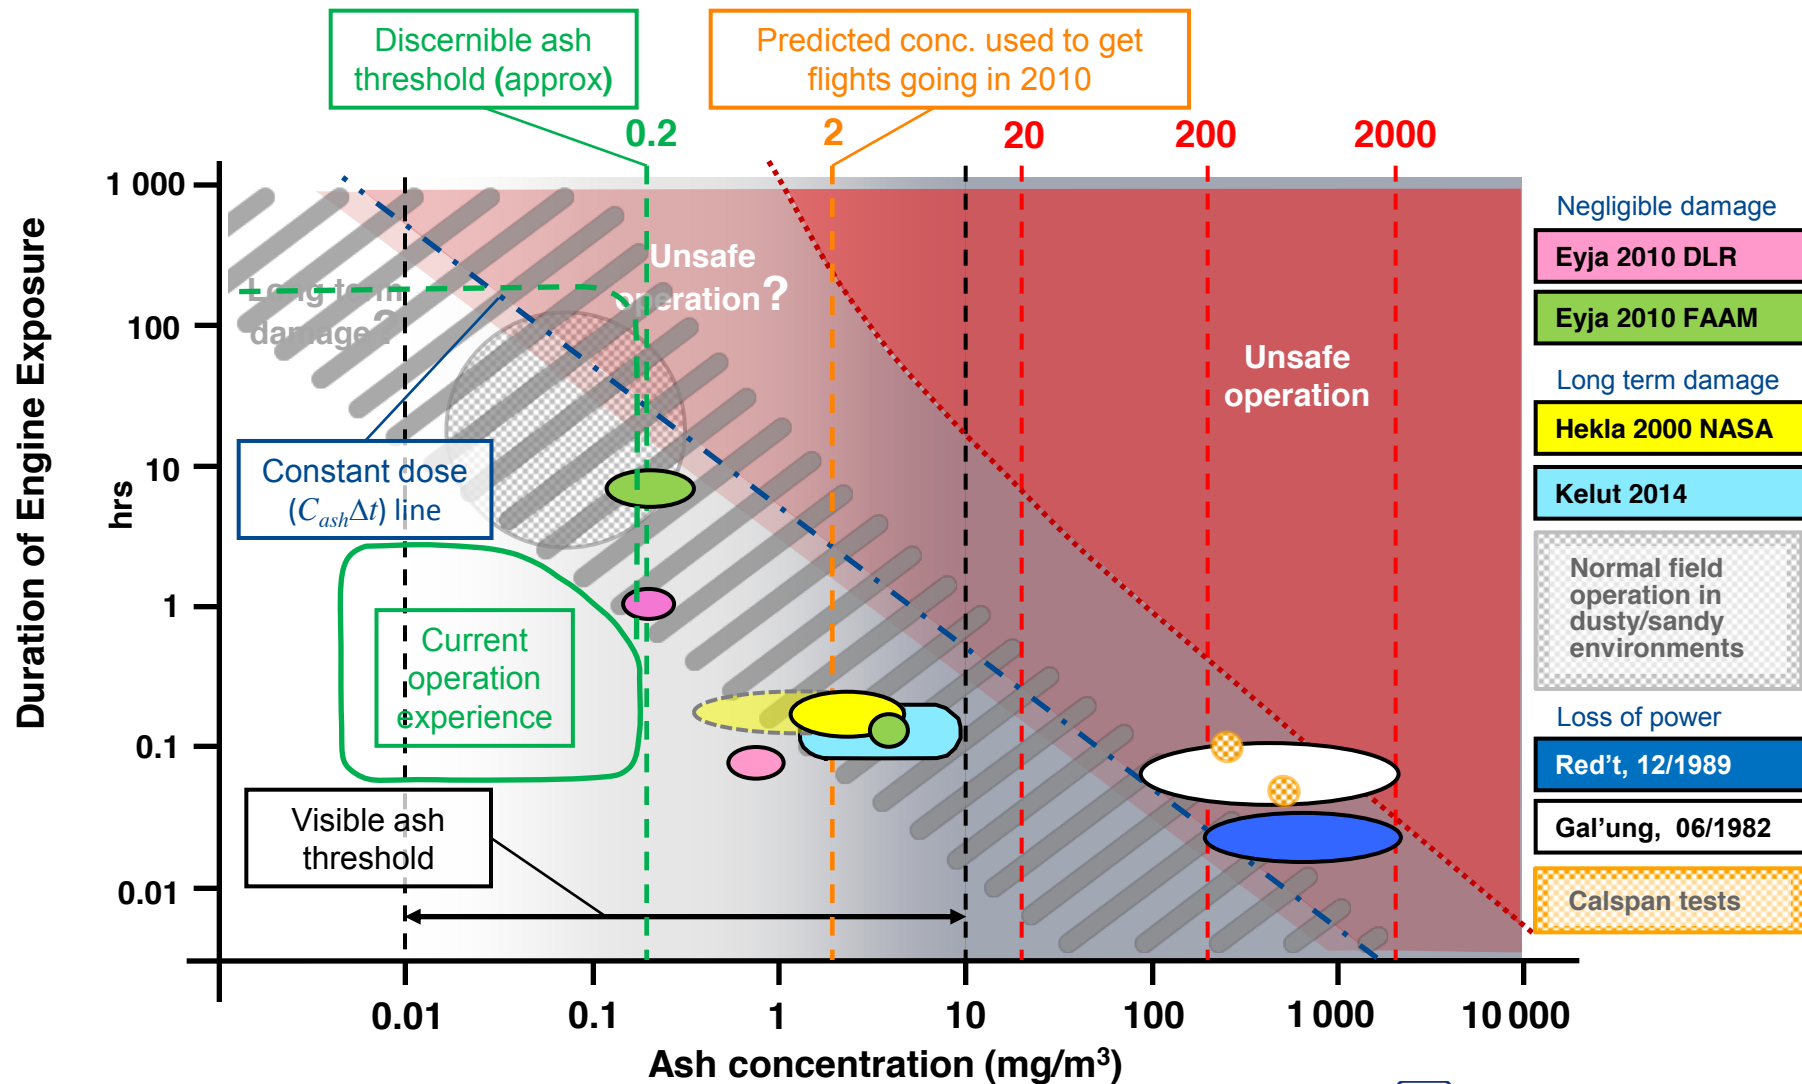 Discernible ash
threshold (approx)
Predicted conc. used to get
flights going in 2010
0.2
2
20
200
2000
Duration of Engine Exposure
hrs
1 000
100
10
1
0.1
0.01
Unsafe
operation?
Long term
damage?
Unsafe
operation
Constant dose
(CashΔt) line
Current
operation
experience
Visible ash
threshold
0.01
0.1
1
10
100
1 000
10 000
Ash concentration (mg/m³)
Negligible damage
Eyja 2010 DLR
Eyja 2010 FAAM
Long term damage
Hekla 2000 NASA
Kelut 2014
Normal field
operation in
dusty/sandy
environments
Loss of power
Red't, 12/1989
Gal'ung, 06/1982
Calspan tests